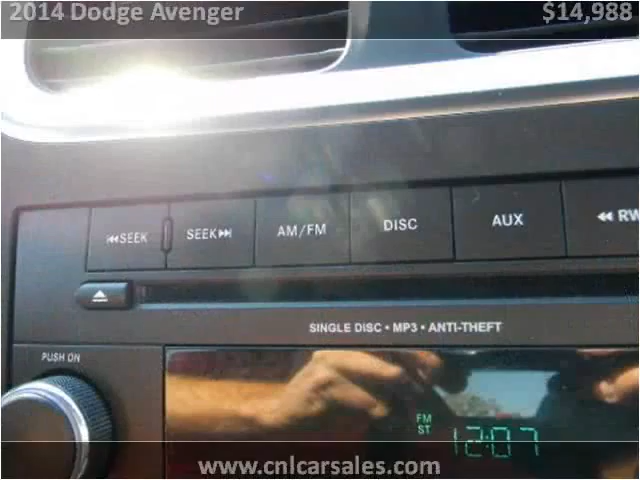 2014 Dodge Avenger $14,988
⏮SEEK SEEK⏭ AM/FM DISC AUX ◀◀ RW
SINGLE DISC • MP3 • ANTI-THEFT
PUSH ON
FM
ST 12:07
www.cnlcarsales.com